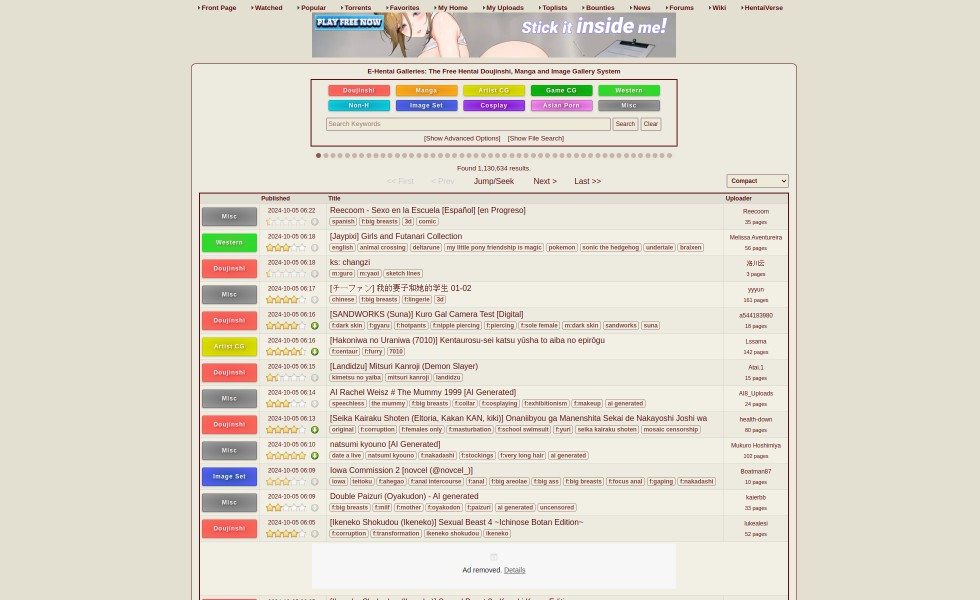 Front Page Watched Popular Torrents Favorites My Home My Uploads Toplists Bounties News Forums Wiki HentaiVerse
PLAY FREE NOW
Stick it inside me!
E-Hentai Galleries: The Free Hentai Doujinshi, Manga and Image Gallery System
Doujinshi Manga Artist CG Game CG Western
Non-H Image Set Cosplay Asian Porn Misc
Search Keywords Search Clear
[Show Advanced Options] [Show File Search]
Found 1,130,634 results.
<< First < Prev Jump/Seek Next > Last >> Compact
Published Title Uploader
Misc 2024-10-05 06:22 Reecoom - Sexo en la Escuela [Español] [en Progreso] Reecoom
spanish f:big breasts 3d comic 35 pages
Western 2024-10-05 06:19 [Jaypixi] Girls and Futanari Collection Melissa Aventureira
english animal crossing deltarune my little pony friendship is magic pokemon sonic the hedgehog undertale braixen 56 pages
Doujinshi 2024-10-05 06:18 ks: changzi 洛川云
m:guro m:yaoi sketch lines 3 pages
Misc 2024-10-05 06:17 [チーファン] 我的妻子和她的学生 01-02 yyyun
chinese f:big breasts f:lingerie 3d 161 pages
Doujinshi 2024-10-05 06:16 [SANDWORKS (Suna)] Kuro Gal Camera Test [Digital] a544183980
f:dark skin f:gyaru f:hotpants f:nipple piercing f:piercing f:sole female m:dark skin sandworks suna 18 pages
Artist CG 2024-10-05 06:16 [Hakoniwa no Uraniwa (7010)] Kentaurosu-sei katsu yūsha to aiba no epirōgu Lssama
f:centaur f:furry 7010 142 pages
Doujinshi 2024-10-05 06:15 [Landidzu] Mitsuri Kanroji (Demon Slayer) Atai.1
kimetsu no yaiba mitsuri kanroji landidzu 15 pages
Misc 2024-10-05 06:14 AI Rachel Weisz # The Mummy 1999 [AI Generated] AI8_Uploads
speechless the mummy f:big breasts f:collar f:cosplaying f:exhibitionism f:makeup ai generated 24 pages
Doujinshi 2024-10-05 06:13 [Seika Kairaku Shoten (Eltoria, Kakan KAN, kiki)] Onaniibyou ga Manenshita Sekai de Nakayoshi Joshi wa health-down
original f:corruption f:females only f:masturbation f:school swimsuit f:yuri seika kairaku shoten mosaic censorship 80 pages
Misc 2024-10-05 06:10 natsumi kyouno [AI Generated] Mukuro Hoshimiya
date a live natsumi kyouno f:nakadashi f:stockings f:very long hair ai generated 102 pages
Image Set 2024-10-05 06:09 Iowa Commission 2 [novcel (@novcel_)] Boatman87
iowa teitoku f:ahegao f:anal intercourse f:anal f:big areolae f:big ass f:big breasts f:focus anal f:gaping f:nakadashi 10 pages
Misc 2024-10-05 06:09 Double Paizuri (Oyakudon) - AI generated kaierbb
f:big breasts f:milf f:mother f:oyakodon f:paizuri ai generated uncensored 33 pages
Doujinshi 2024-10-05 06:05 [Ikeneko Shokudou (Ikeneko)] Sexual Beast 4 ~Ichinose Botan Edition~ lukealesi
f:corruption f:transformation ikeneko shokudou ikeneko 52 pages
Ad removed. Details